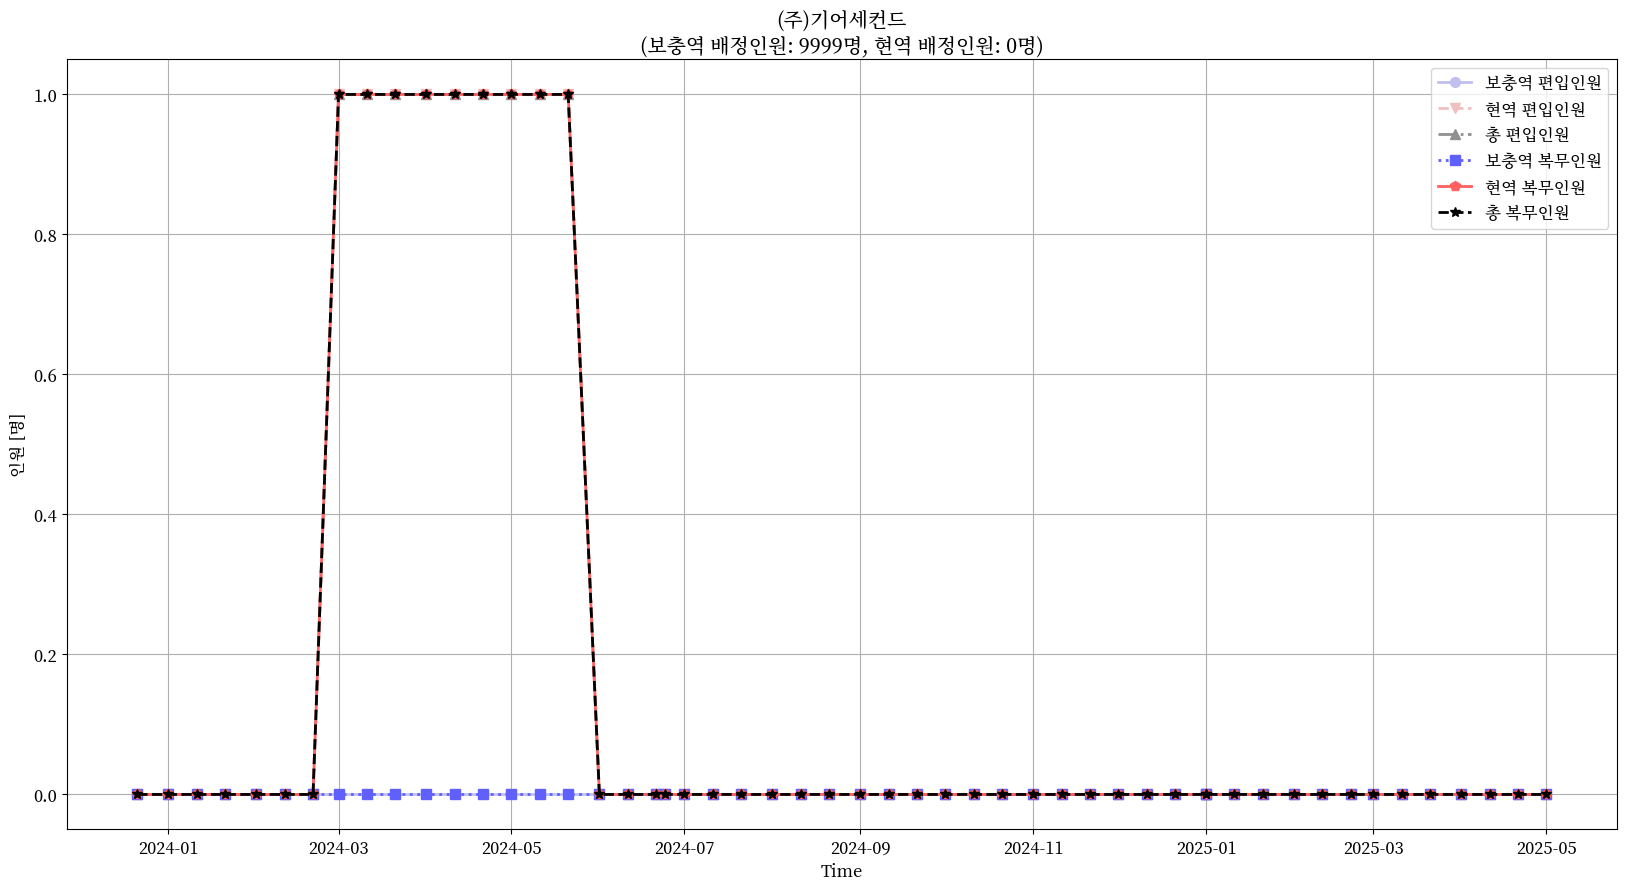 (주)기어세컨드
(보충역 배정인원: 9999명, 현역 배정인원: 0명)
보충역 편입인원
현역 편입인원
총 편입인원
보충역 복무인원
현역 복무인원
총 복무인원
인원 [명]
1.0
0.8
0.6
0.4
0.2
0.0
2024-01 2024-03 2024-05 2024-07 2024-09 2024-11 2025-01 2025-03 2025-05
Time